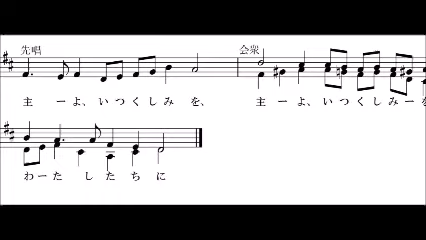 先唱
会衆
主 ーよ、いつくしみを、
主 ーよ、いつくしみーを
わーた したちに